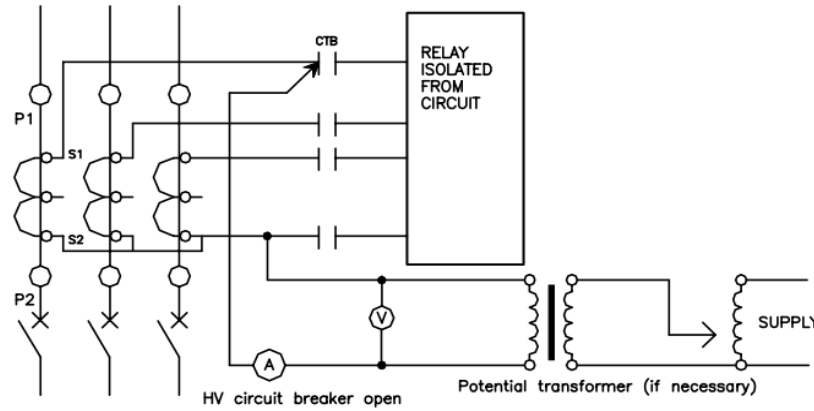 CTB
RELAY
ISOLATED
FROM
CIRCUIT
P1
S1
S2
P2
V
A
SUPPLY
HV circuit breaker open
Potential transformer (if necessary)